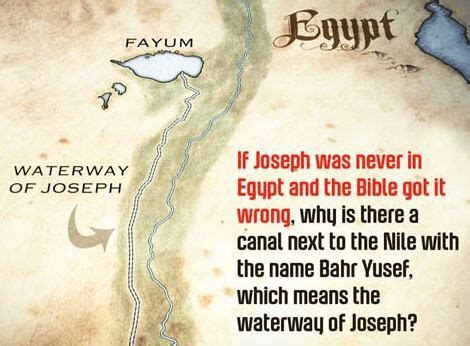 Egypt
FAYUM
WATERWAY
OF JOSEPH
If Joseph was never in
Egypt and the Bible got it
wrong, why is there a
canal next to the Nile with
the name Bahr Yusef,
which means the
waterway of Joseph?